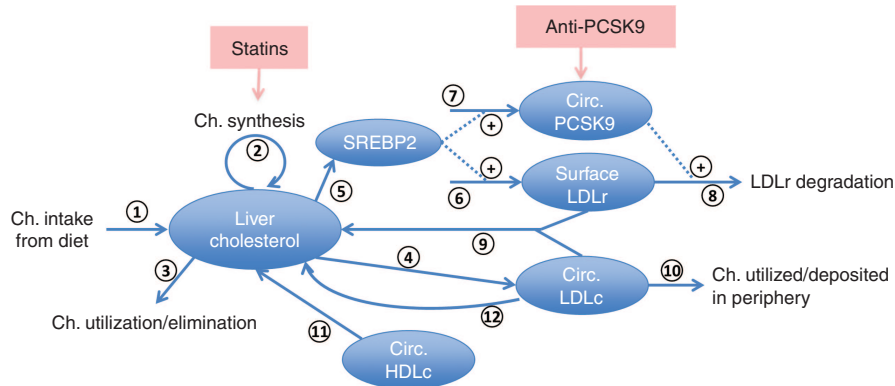 Anti-PCSK9
Statins
7
Circ.
PCSK9
+
Ch. synthesis
2
SREBP2
+
5
6
Surface
LDLr
+
8
LDLr degradation
Ch. intake
from diet
1
Liver
cholesterol
9
3
4
Circ.
LDLc
10
Ch. utilized/deposited
in periphery
Ch. utilization/elimination
11
12
Circ.
HDLc